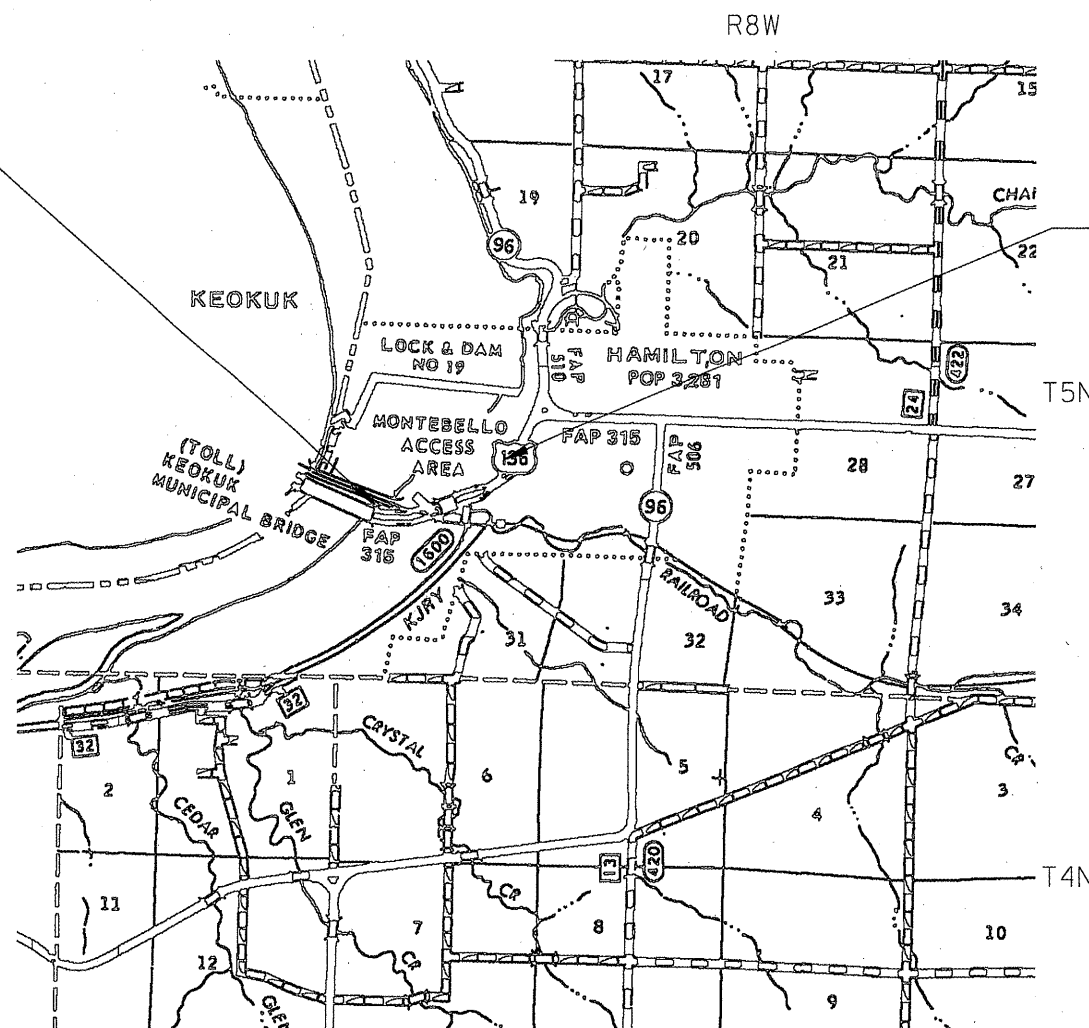 R8W
17
15
19
CHAI
96
20
21
22
KEOKUK
LOCK & DAM
NO 19
FAP
510
HAMILTON
POP 3,281
422
24
T5N
MONTEBELLO
ACCESS
AREA
136
FAP 315
FAP
506
28
27
(TOLL)
KEOKUK
MUNICIPAL BRIDGE
96
FAP
315
1600
KJRY
RAILROAD
33
34
31
32
32
32
CRYSTAL
CR
2
1
6
5
4
3
CEDAR
GLEN
13
420
T4N
11
CR
7
8
10
12
CR
9
GLEN